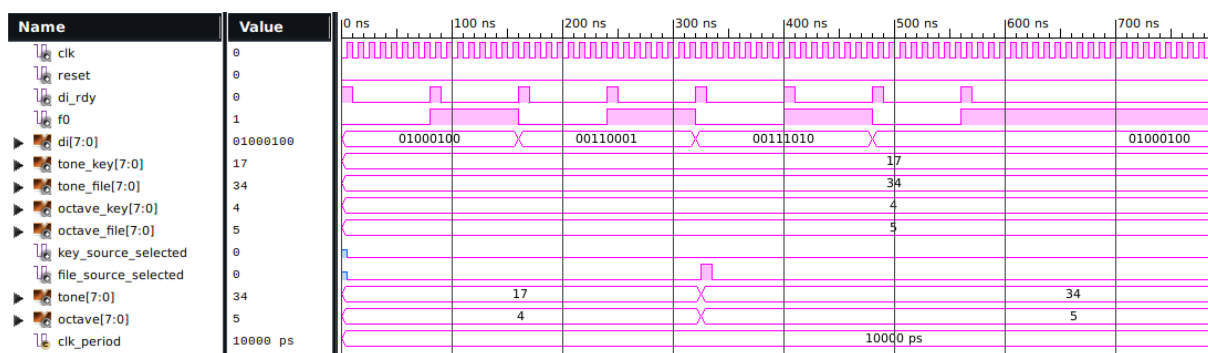 Name Value 0 ns 100 ns 200 ns 300 ns 400 ns 500 ns 600 ns 700 ns
clk 0
reset 0
di_rdy 0
f0 1
di[7:0] 01000100 01000100 00110001 00111010 01000100
tone_key[7:0] 17 17
tone_file[7:0] 34 34
octave_key[7:0] 4 4
octave_file[7:0] 5 5
key_source_selected 0
file_source_selected 0
tone[7:0] 34 17 34
octave[7:0] 5 4 5
clk_period 10000 ps 10000 ps